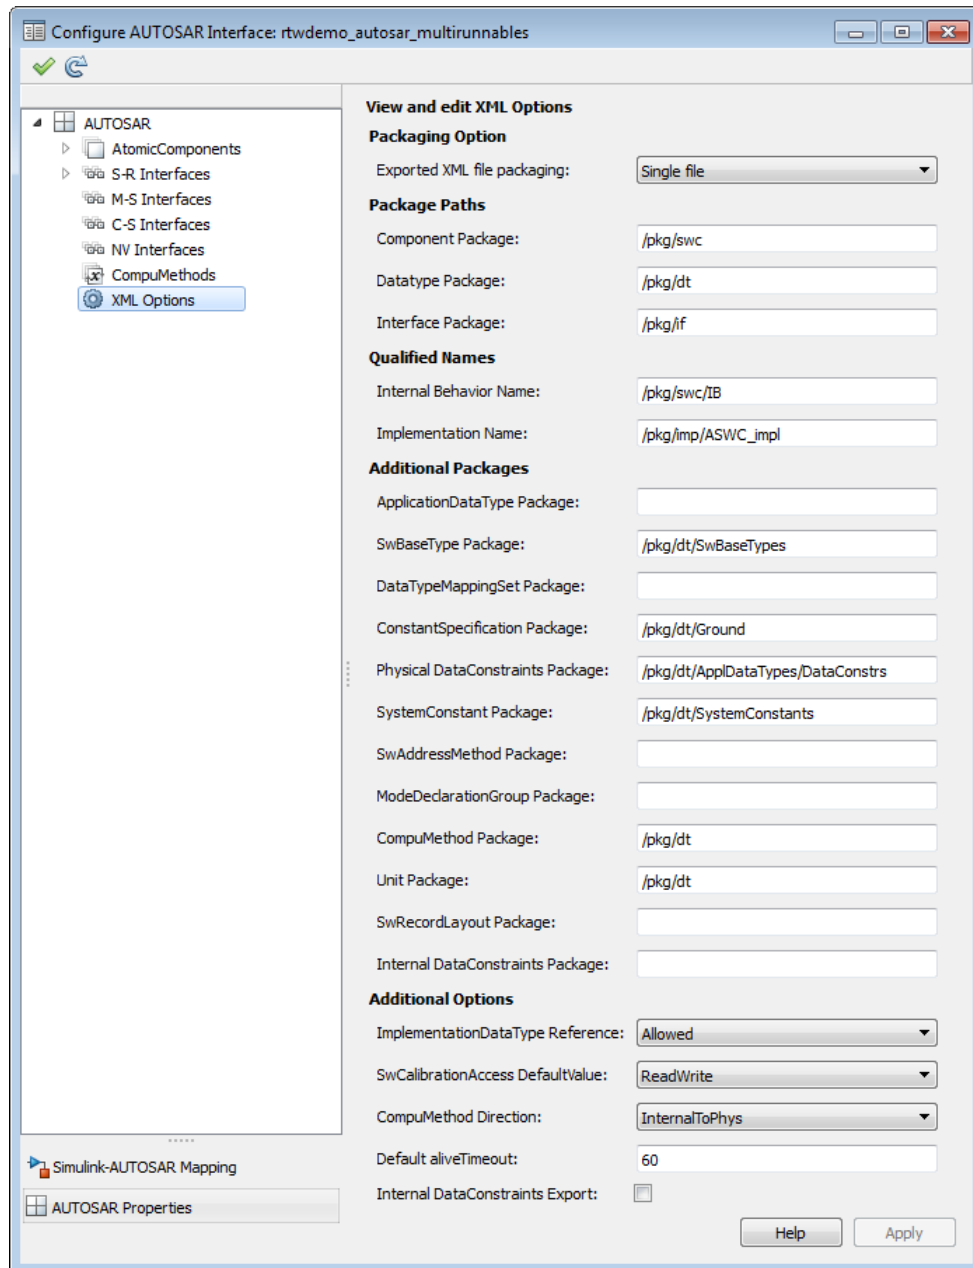 Configure AUTOSAR Interface: rtwdemo_autosar_multirunnables
AUTOSAR
AtomicComponents
S-R Interfaces
M-S Interfaces
C-S Interfaces
NV Interfaces
CompuMethods
XML Options
Simulink-AUTOSAR Mapping
AUTOSAR Properties
View and edit XML Options
Packaging Option
Exported XML file packaging: Single file
Package Paths
Component Package: /pkg/swc
Datatype Package: /pkg/dt
Interface Package: /pkg/if
Qualified Names
Internal Behavior Name: /pkg/swc/IB
Implementation Name: /pkg/imp/ASWC_impl
Additional Packages
ApplicationDataType Package:
SwBaseType Package: /pkg/dt/SwBaseTypes
DataTypeMappingSet Package:
ConstantSpecification Package: /pkg/dt/Ground
Physical DataConstraints Package: /pkg/dt/ApplDataTypes/DataConstrs
SystemConstant Package: /pkg/dt/SystemConstants
SwAddressMethod Package:
ModeDeclarationGroup Package:
CompuMethod Package: /pkg/dt
Unit Package: /pkg/dt
SwRecordLayout Package:
Internal DataConstraints Package:
Additional Options
ImplementationDataType Reference: Allowed
SwCalibrationAccess DefaultValue: ReadWrite
CompuMethod Direction: InternalToPhys
Default aliveTimeout: 60
Internal DataConstraints Export:
Help Apply